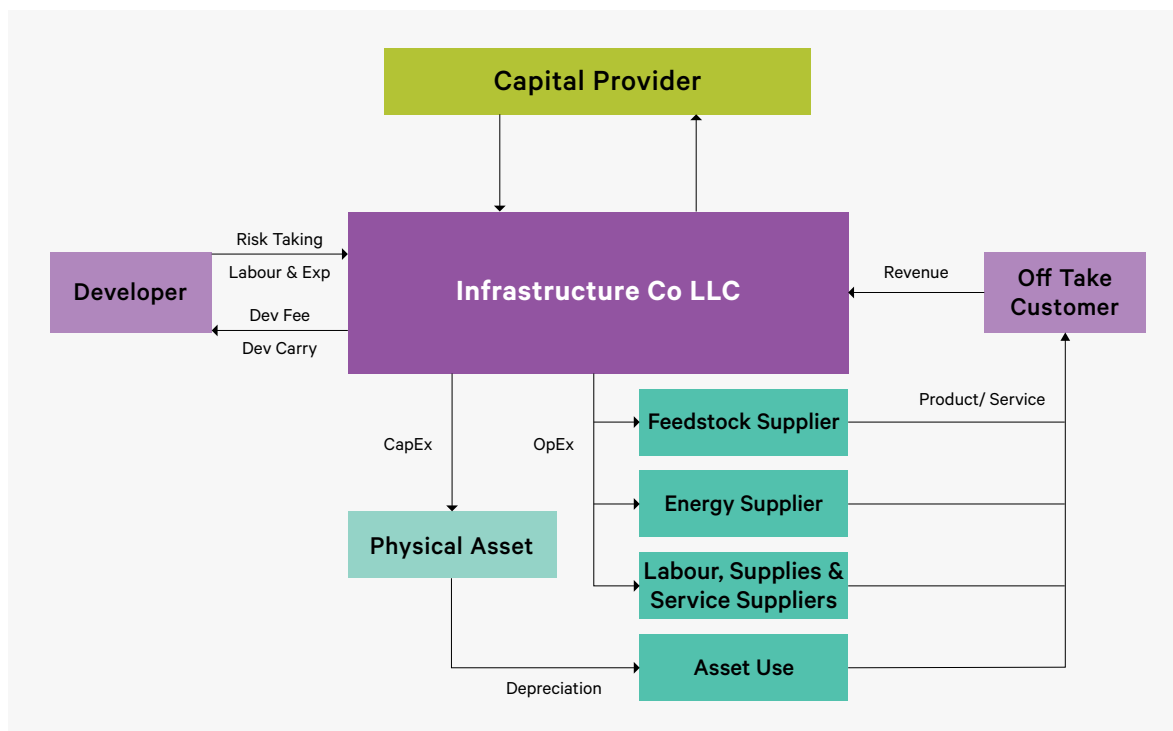 Capital Provider
Risk Taking
Labour & Exp
Developer
Dev Fee
Dev Carry
Infrastructure Co LLC
Revenue
Off Take
Customer
CapEx
OpEx
Feedstock Supplier
Product/ Service
Energy Supplier
Physical Asset
Labour, Supplies &
Service Suppliers
Asset Use
Depreciation